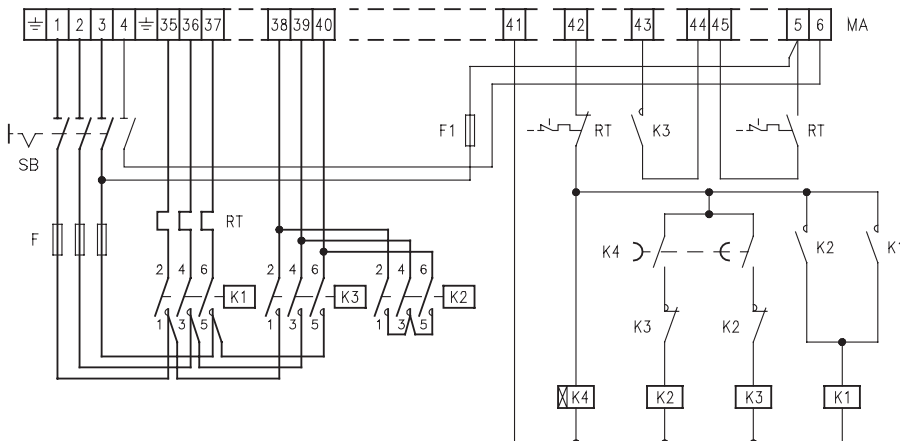 1 2 3 4 35 36 37 38 39 40 41 42 43 44 45 5 6 MA
F1 RT K3 RT
SB
F RT
K4 K2 K1
2 4 6 2 4 6 2 4 6
K1 K3 K2
1 3 5 1 3 5 1 3 5
K3 K2
K4 K2 K3 K1